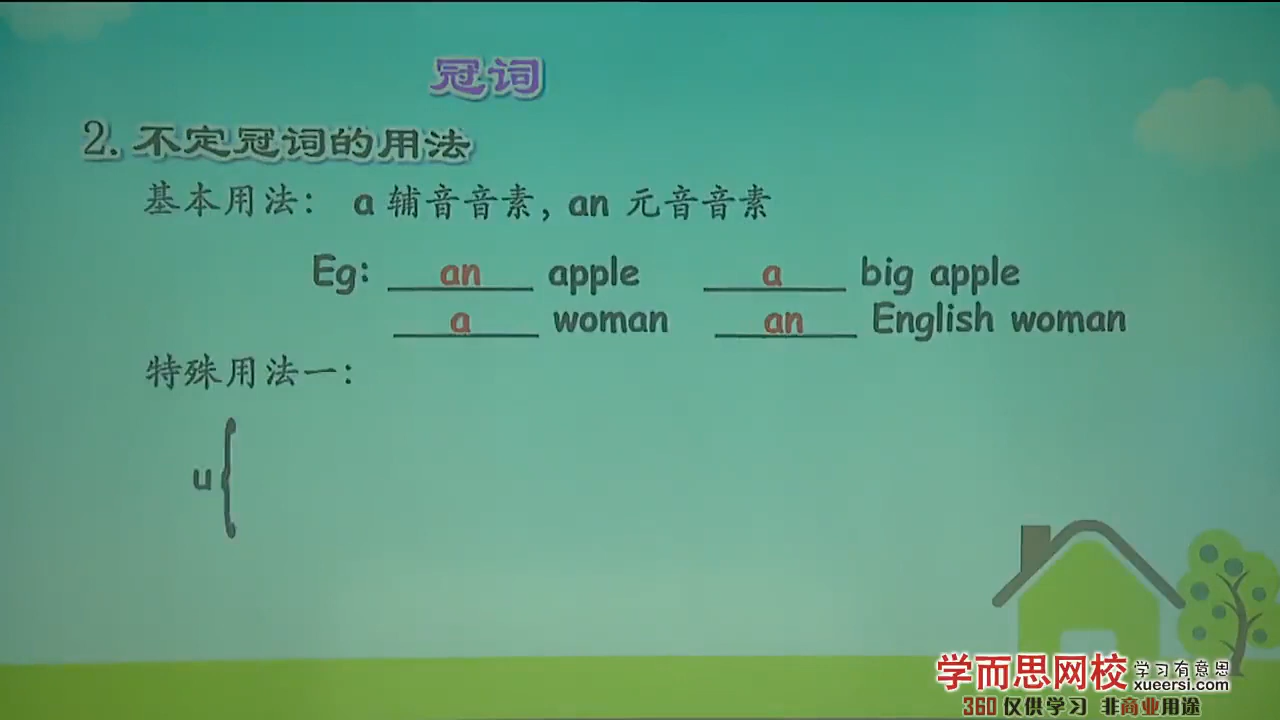 冠词
2. 不定冠词的用法
基本用法： a 辅音音素, an 元音音素
Eg: an apple a big apple
a woman an English woman
特殊用法一：
u
学而思网校 学习有意思 xueersi.com
360 仅供学习 非商业用途